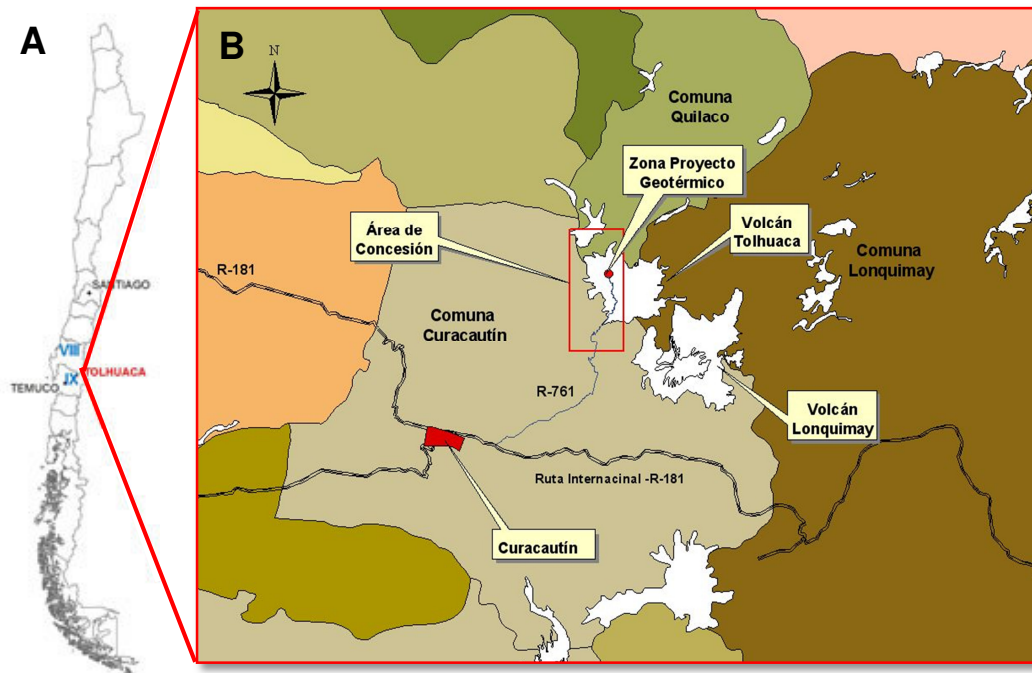 A
SANTIAGO
VIII
TOLHUACA
TEMUCO
IX
B
N
Comuna
Quilaco
Zona Proyecto
Geotérmico
Área de
Concesión
Volcán
Tolhuaca
Comuna
Lonquimay
R-181
Comuna
Curacautín
R-761
Volcán
Lonquimay
Ruta Internacinal -R-181
Curacautín